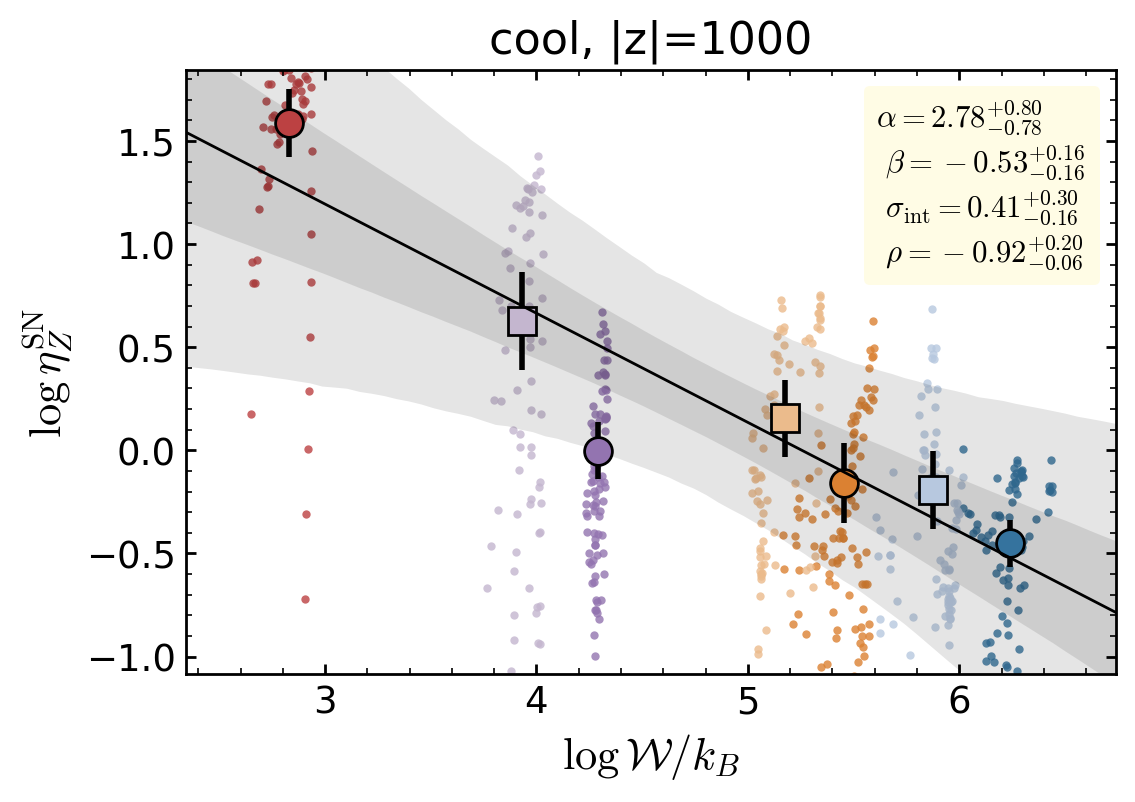 cool, |z|=1000
α = 2.78^{+0.80}_{-0.78}
β = −0.53^{+0.16}_{-0.16}
σ_{int} = 0.41^{+0.30}_{-0.16}
ρ = −0.92^{+0.20}_{-0.06}
log η_Z^{SN}
1.5
1.0
0.5
0.0
−0.5
−1.0
3 4 5 6
log 𝒲/k_B